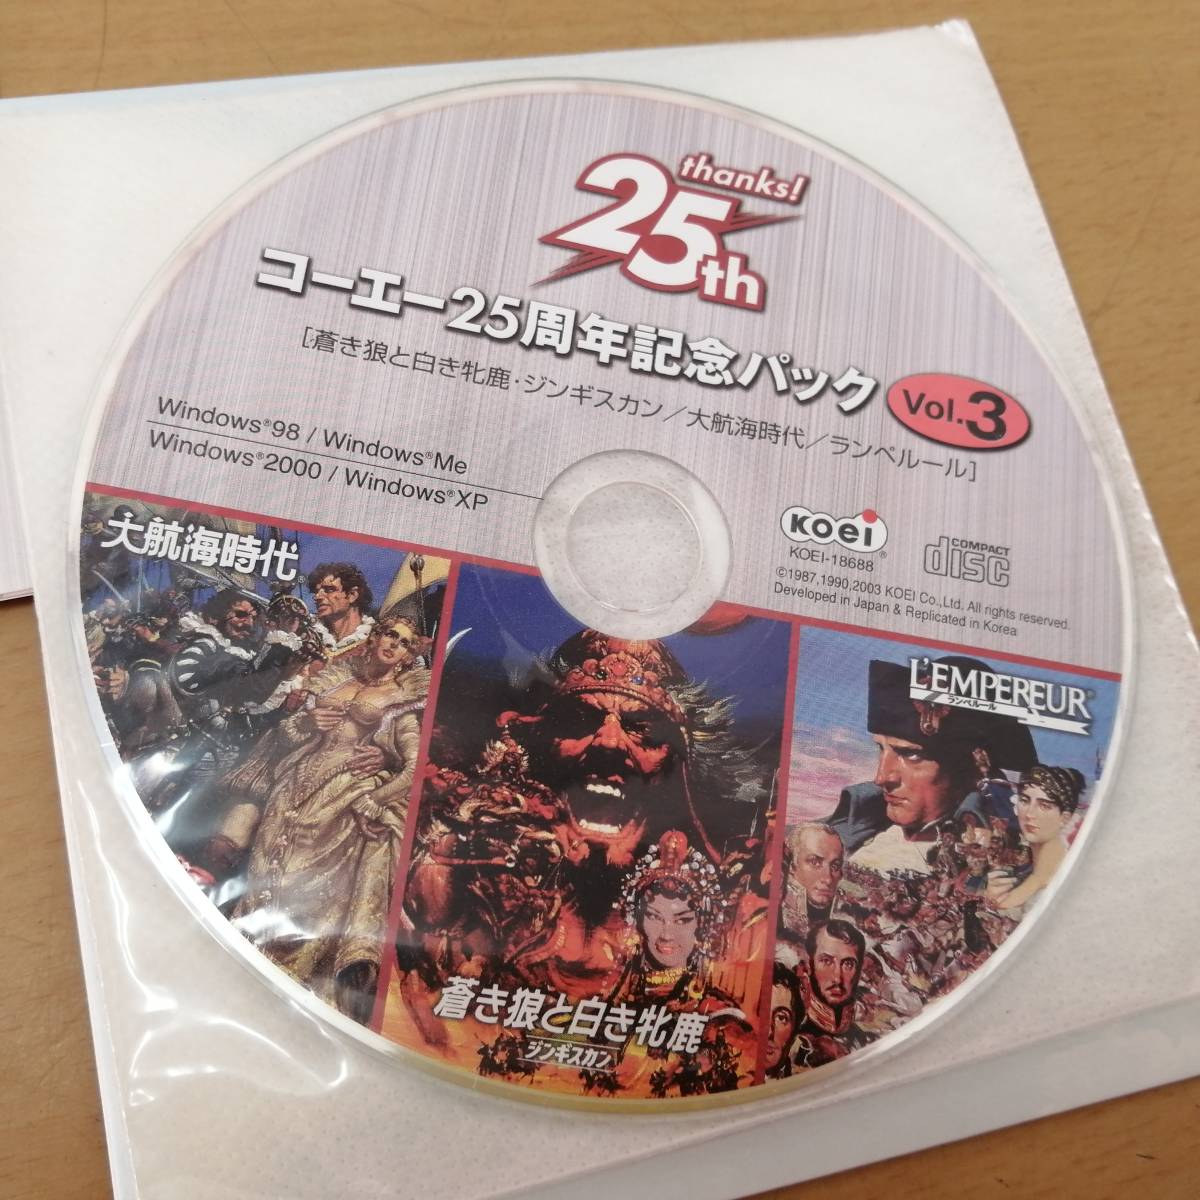 thanks!
25th
コーエー25周年記念パック Vol.3
[蒼き狼と白き牝鹿・ジンギスカン／大航海時代／ランペルール]
Windows®98 / Windows®Me
Windows®2000 / Windows®XP
KOEI®
KOEI-18688
COMPACT
disc
©1987,1990,2003 KOEI Co.,Ltd. All rights reserved.
Developed in Japan & Replicated in Korea
大航海時代®
L'EMPEREUR®
ランペルール
蒼き狼と白き牝鹿
ジンギスカン